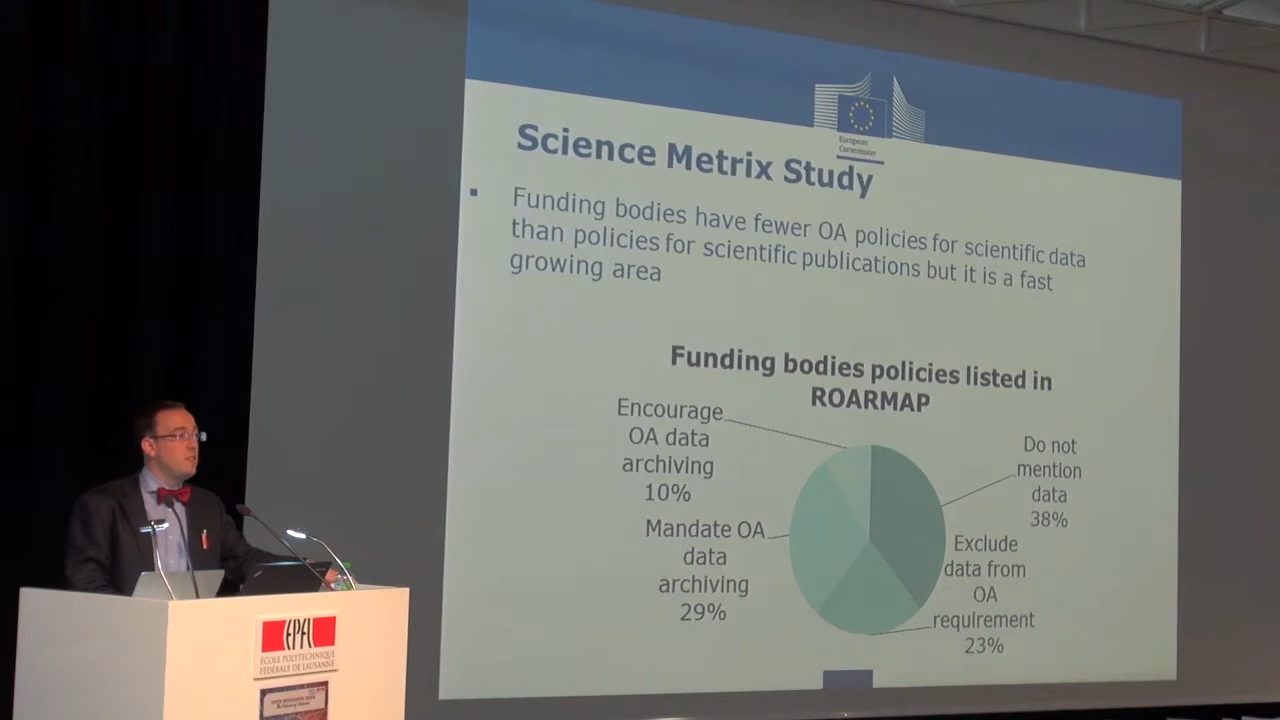 European
Commission
Science Metrix Study
Funding bodies have fewer OA policies for scientific data
than policies for scientific publications but it is a fast
growing area
Funding bodies policies listed in
ROARMAP
Encourage
OA data
archiving
10%
Do not
mention
data
38%
Mandate OA
data
archiving
29%
Exclude
data from
OA
requirement
23%
EPFL
ÉCOLE POLYTECHNIQUE
FÉDÉRALE DE LAUSANNE
OPEN RESEARCH DATA